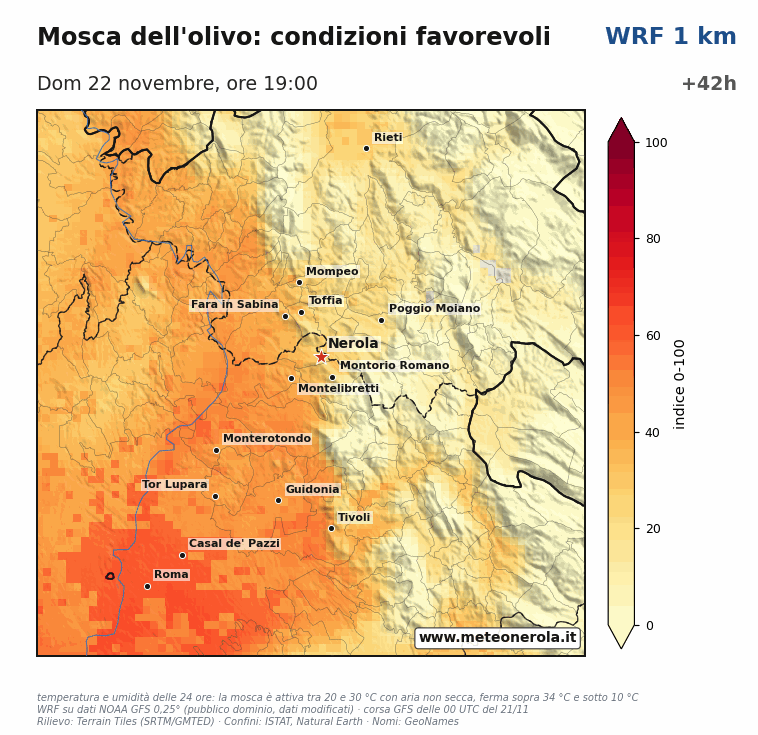 Mosca dell'olivo: condizioni favorevoli
WRF 1 km
Dom 22 novembre, ore 19:00
+42h
Rieti
Mompeo
Toffia
Fara in Sabina
Poggio Moiano
Nerola
Montorio Romano
Montelibretti
Monterotondo
Tor Lupara
Guidonia
Tivoli
Casal de' Pazzi
Roma
www.meteonerola.it
100
80
60
40
20
0
indice 0-100
temperatura e umidità delle 24 ore: la mosca è attiva tra 20 e 30 °C con aria non secca, ferma sopra 34 °C e sotto 10 °C
WRF su dati NOAA GFS 0,25° (pubblico dominio, dati modificati) · corsa GFS delle 00 UTC del 21/11
Rilievo: Terrain Tiles (SRTM/GMTED) · Confini: ISTAT, Natural Earth · Nomi: GeoNames